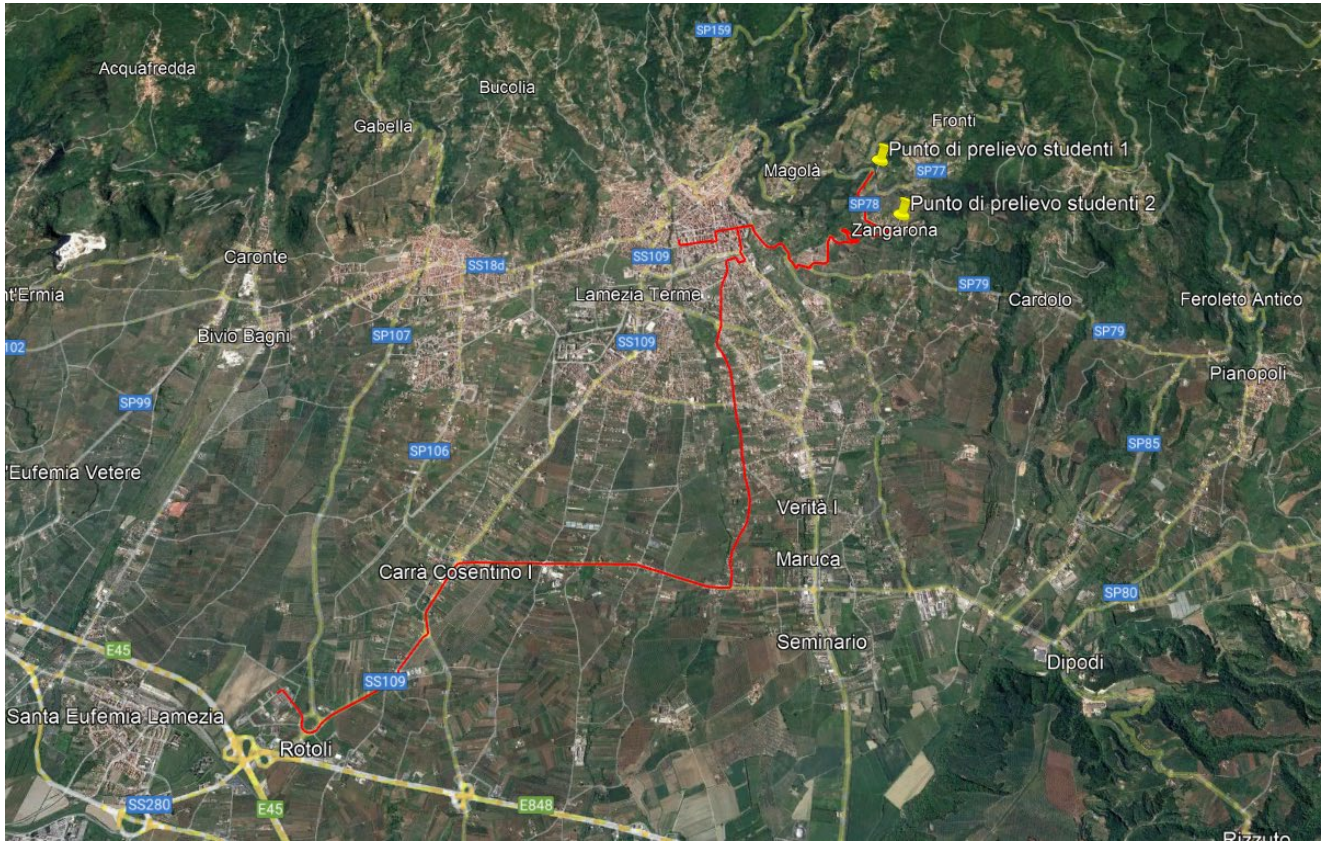 SP159
Acquafredda
Bucolia
Gabella
Fronti
Punto di prelievo studenti 1
Magolà
SP77
SP78
Punto di prelievo studenti 2
Zangarona
Caronte
SS109
SS18d
SP79
nt'Ermia
Lamezia Terme
Cardolo
Feroleto Antico
102
Bivio Bagni
SP107
SS109
SP79
Pianopoli
SP99
SP106
SP85
l'Eufemia Vetere
Verità I
Carrà Cosentino I
Maruca
SP80
E45
Seminario
Dipodi
SS109
Santa Eufemia Lamezia
Rotoli
SS280
E45
E848
Rizzuto